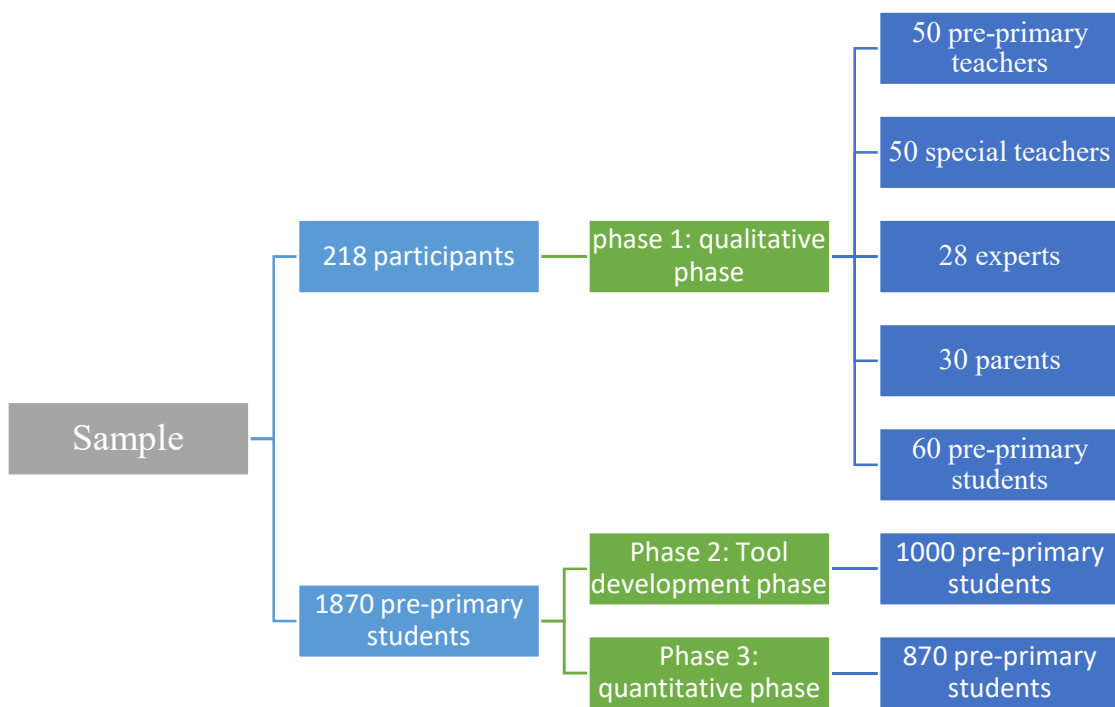 Sample
218 participants
1870 pre-primary
students
phase 1: qualitative
phase
Phase 2: Tool
development phase
Phase 3:
quantitative phase
50 pre-primary
teachers
50 special teachers
28 experts
30 parents
60 pre-primary
students
1000 pre-primary
students
870 pre-primary
students